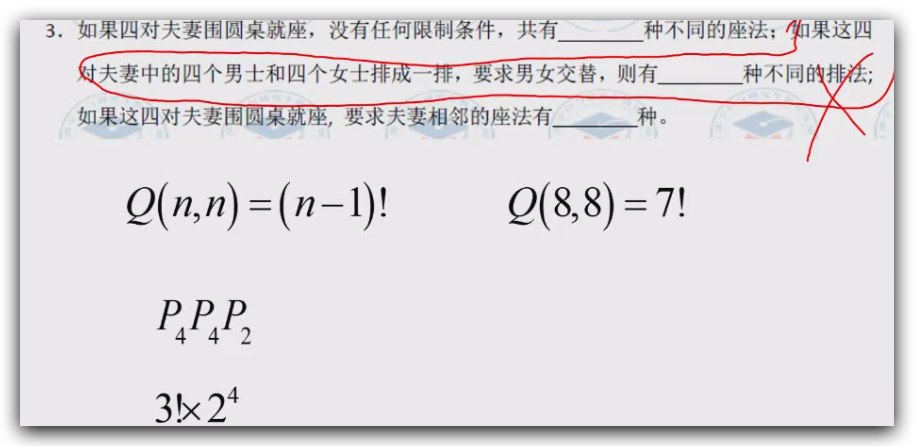 3. 如果四对夫妻围圆桌就座，没有任何限制条件，共有________种不同的座法；如果这四
对夫妻中的四个男士和四个女士排成一排，要求男女交替，则有________种不同的排法;
如果这四对夫妻围圆桌就座, 要求夫妻相邻的座法有________种。
Q(n,n)=(n−1)! Q(8,8)=7!
P₄P₄P₂
3!×2⁴